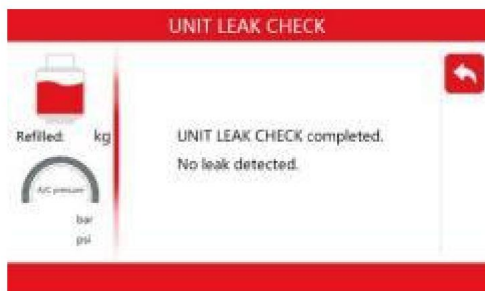 UNIT LEAK CHECK
Refilled: kg
UNIT LEAK CHECK completed.
No leak detected.
A/C pressure
bar
psi